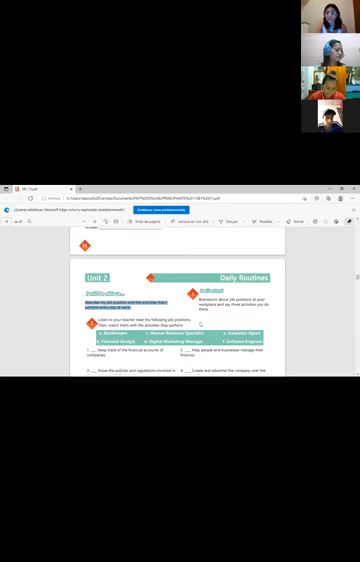 ¿Quieres establecer Microsoft Edge como tu explorador predeterminado?
Establecer como predeterminado
Vista de página
Leer en voz alta
Dibujar
Resaltar
Borrar
Unit 2
Daily Routines
describe my job position and the activities that I
perform every day at work.
1
Brainstorm about job positions at your
workplace and say three activities you do
there.
2
Listen to your teacher read the following job positions.
Then, match them with the activities they perform.
a. Bookkeeper
c. Human Resources Specialist
e. Insurance Agent
b. Financial Analyst
d. Digital Marketing Manager
f. Software Engineer
1. ___ Keep track of the financial accounts of
companies.
2. ___ Help people and businesses manage their
finances.
3. ___ Know the policies and regulations involved in
4. ___ Create and advertise the company over the